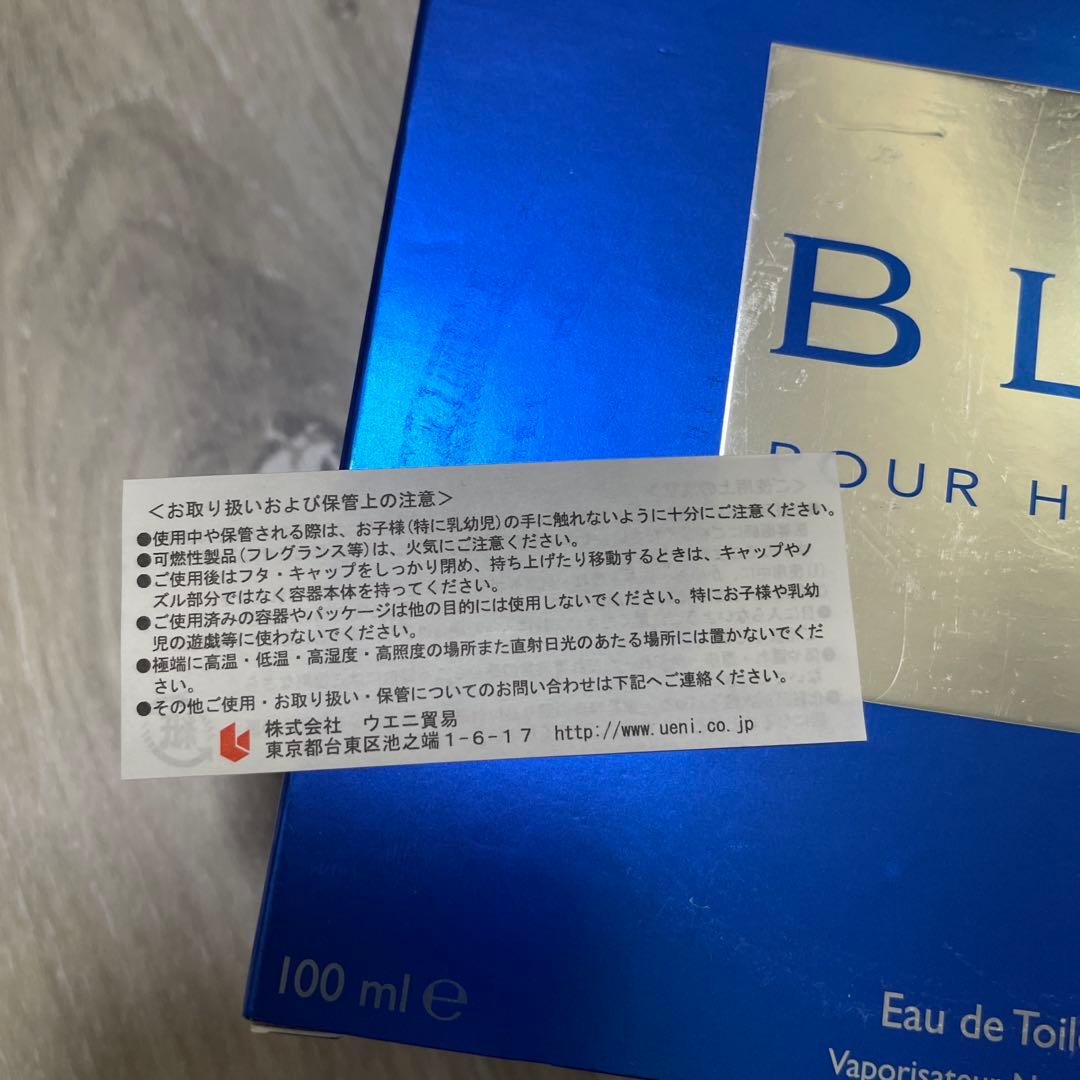 BL
POUR H
＜お取り扱いおよび保管上の注意＞
●使用中や保管される際は、お子様(特に乳幼児)の手に触れないように十分にご注意ください。
●可燃性製品(フレグランス等)は、火気にご注意ください。
●ご使用後はフタ・キャップをしっかり閉め、持ち上げたり移動するときは、キャップやノ
ズル部分ではなく容器本体を持ってください。
●ご使用済みの容器やパッケージは他の目的には使用しないでください。特にお子様や乳幼
児の遊戯等に使わないでください。
●極端に高温・低温・高湿度・高照度の場所また直射日光のあたる場所には置かないでくだ
さい。
●その他ご使用・お取り扱い・保管についてのお問い合わせは下記へご連絡ください。
株式会社 ウエニ貿易
東京都台東区池之端1-6-17 http://www.ueni.co.jp
100 ml ℮
Eau de Toil
Vaporisateur